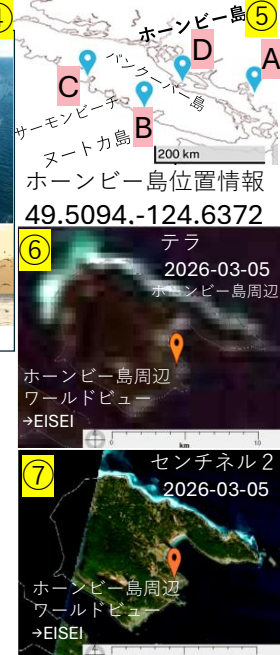 ④
ホーンビー島
⑤
A
D
バンクーバー島
C
B
サーモンビーチ
ヌートカ島
200 km
ホーンビー島位置情報
49.5094,-124.6372
⑥
テラ
2026-03-05
ホーンビー島周辺
ホーンビー島周辺
ワールドビュー
→EISEI
0
km
10
⑦
センチネル2
2026-03-05
ホーンビー島周辺
ワールドビュー
→EISEI